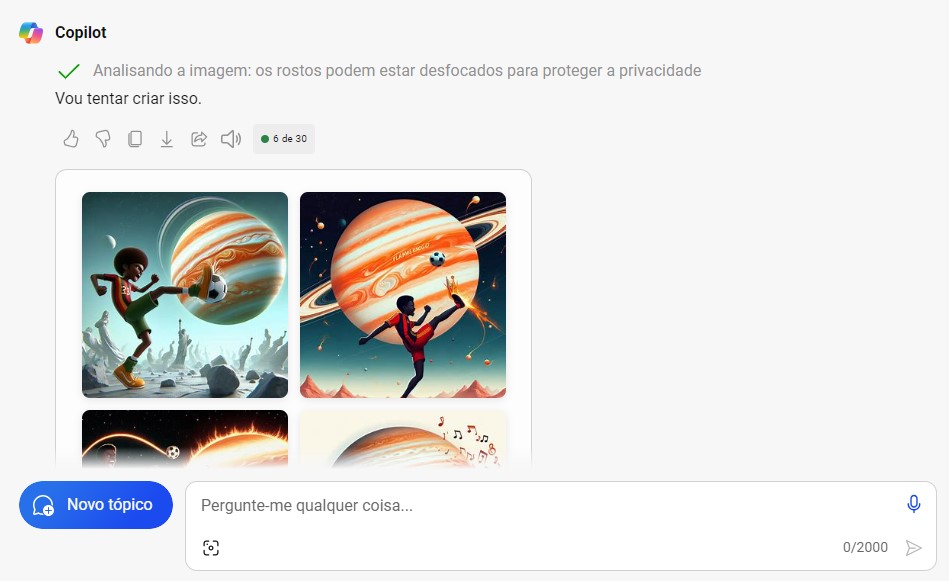 Copilot
Analisando a imagem: os rostos podem estar desfocados para proteger a privacidade
Vou tentar criar isso.
6 de 30
Novo tópico
Pergunte-me qualquer coisa...
0/2000